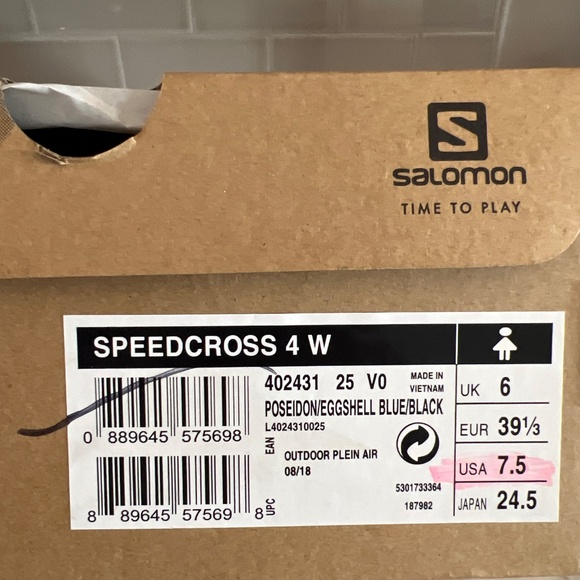 S
SALOMON
TIME TO PLAY
SPEEDCROSS 4 W
402431 25 V0
MADE IN
VIETNAM
POSEIDON/EGGSHELL BLUE/BLACK
L4024310025
0 889645 575698
EAN
OUTDOOR PLEIN AIR
08/18
8 89645 57569 8
UPC
5301733364
187982
UK 6
EUR 39⅓
USA 7.5
JAPAN 24.5